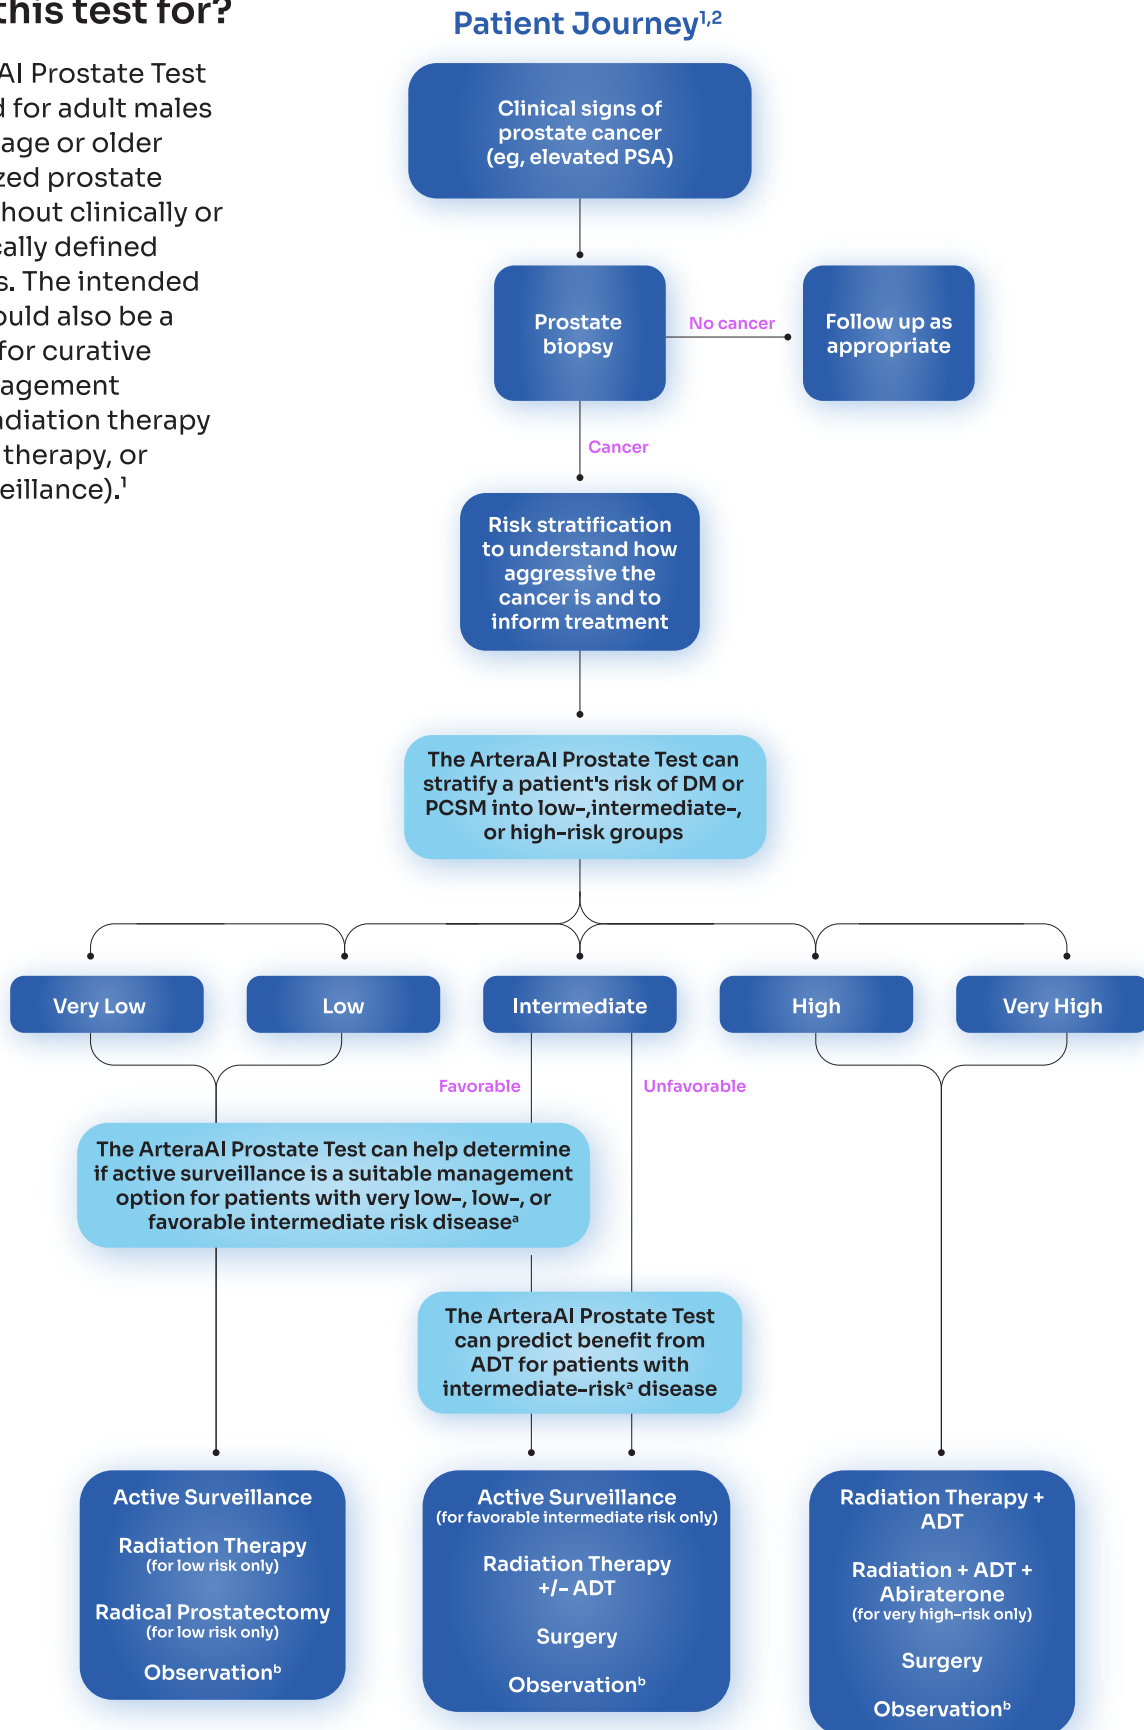 this test for?
AI Prostate Test
d for adult males
age or older
zed prostate
hout clinically or
cally defined
s. The intended
ould also be a
for curative
agement
adiation therapy
therapy, or
eillance).¹
Patient Journey¹,²
Clinical signs of
prostate cancer
(eg, elevated PSA)
Prostate
biopsy
No cancer
Follow up as
appropriate
Cancer
Risk stratification
to understand how
aggressive the
cancer is and to
inform treatment
The ArteraAI Prostate Test can
stratify a patient's risk of DM or
PCSM into low-,intermediate-,
or high-risk groups
Very Low
Low
Intermediate
High
Very High
Favorable
Unfavorable
The ArteraAI Prostate Test can help determine
if active surveillance is a suitable management
option for patients with very low-, low-, or
favorable intermediate risk diseaseᵃ
The ArteraAI Prostate Test
can predict benefit from
ADT for patients with
intermediate-riskᵃ disease
Active Surveillance
Radiation Therapy
(for low risk only)
Radical Prostatectomy
(for low risk only)
Observationᵇ
Active Surveillance
(for favorable intermediate risk only)
Radiation Therapy
+/- ADT
Surgery
Observationᵇ
Radiation Therapy +
ADT
Radiation + ADT +
Abiraterone
(for very high-risk only)
Surgery
Observationᵇ